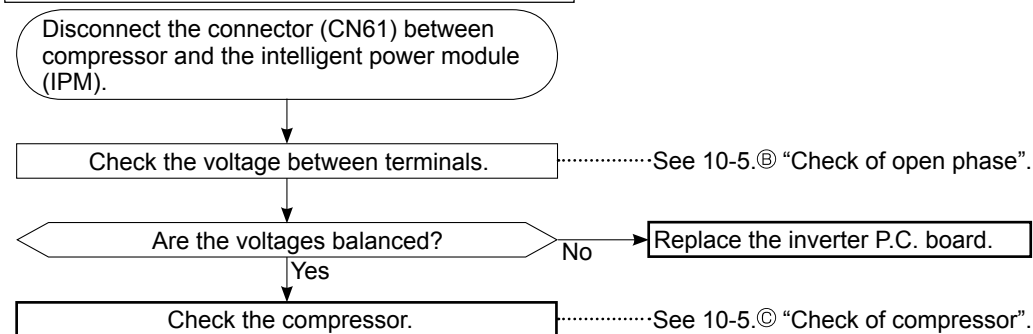 Disconnect the connector (CN61) between
compressor and the intelligent power module
(IPM).
Check the voltage between terminals.
See 10-5.Ⓑ “Check of open phase”.
Are the voltages balanced?
No
Replace the inverter P.C. board.
Yes
Check the compressor.
See 10-5.Ⓒ “Check of compressor”.